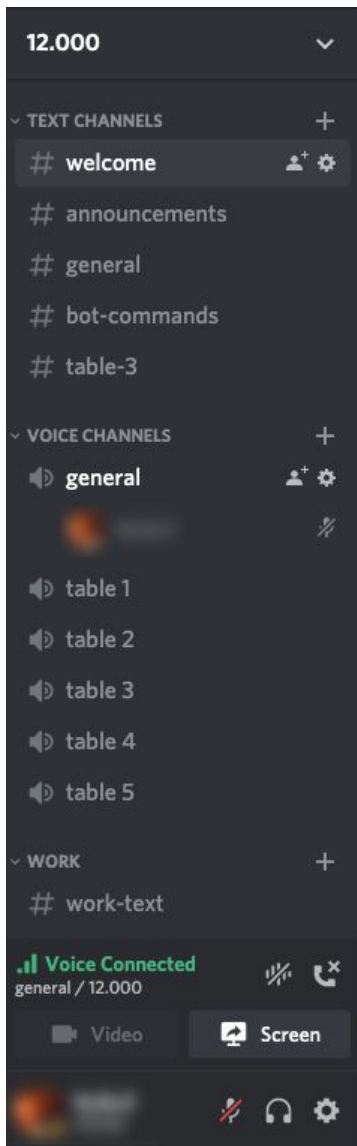 12.000
TEXT CHANNELS
# welcome
# announcements
# general
# bot-commands
# table-3
VOICE CHANNELS
general
table 1
table 2
table 3
table 4
table 5
WORK
# work-text
Voice Connected
general / 12.000
Video
Screen